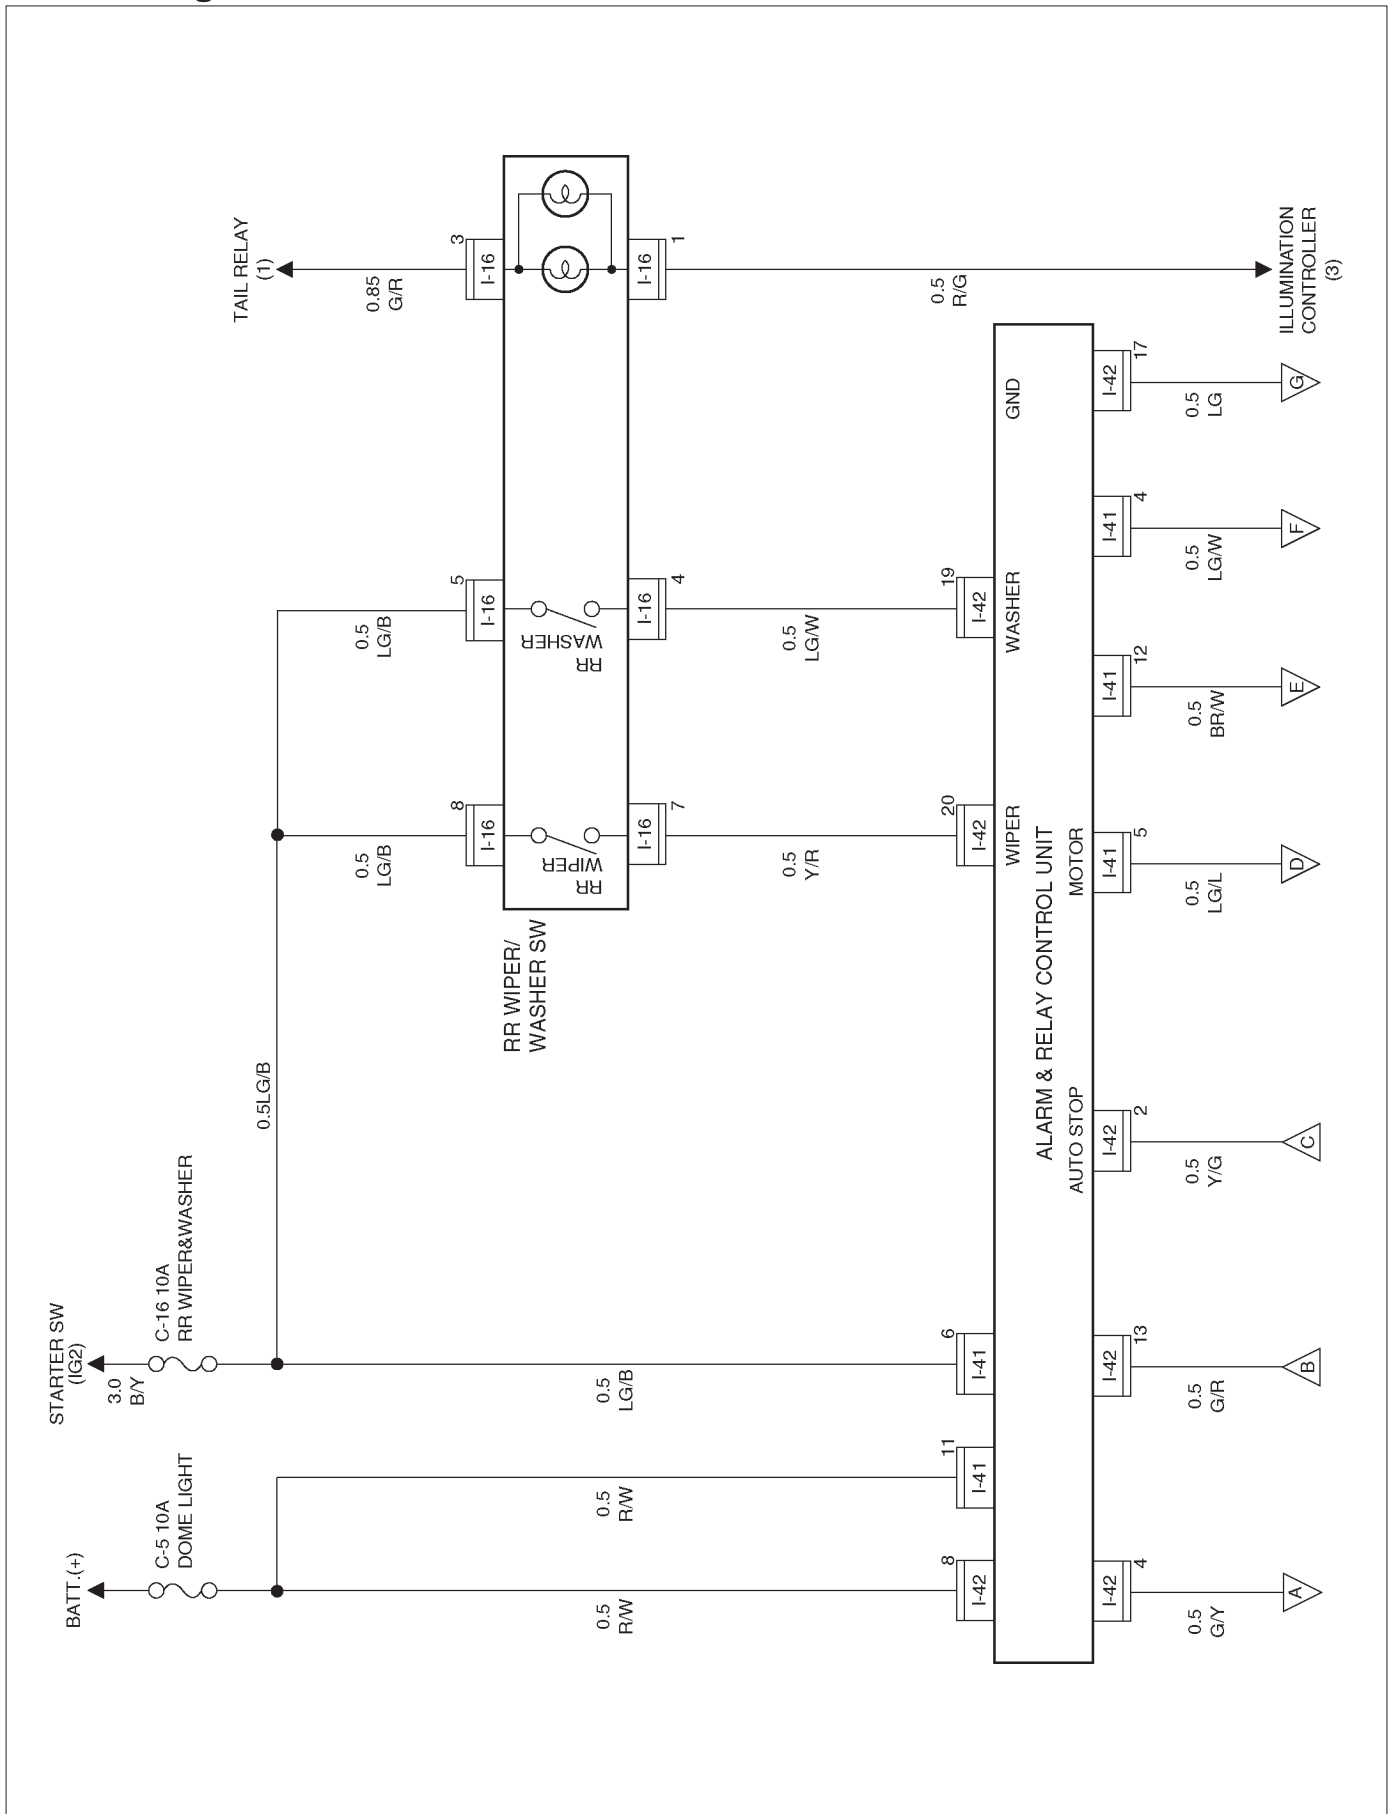 BATT.(+)
C-5 10A
DOME LIGHT
STARTER SW
(IG2)
3.0
B/Y
C-16 10A
RR WIPER&WASHER
0.5LG/B
TAIL RELAY
(1)
0.85
G/R
0.5
LG/B
0.5
LG/B
8
I-16
5
I-16
3
I-16
RR WIPER/
WASHER SW
RR
WIPER
RR
WASHER
I-16
7
I-16
4
I-16
1
0.5
R/W
0.5
R/W
0.5
LG/B
0.5
Y/R
0.5
LG/W
0.5
R/G
8
I-42
11
I-41
6
I-41
20
I-42
19
I-42
WIPER
WASHER
GND
ALARM & RELAY CONTROL UNIT
AUTO STOP
MOTOR
I-42
4
I-42
13
I-42
2
I-41
5
I-41
12
I-41
4
I-42
17
0.5
G/Y
0.5
G/R
0.5
Y/G
0.5
LG/L
0.5
BR/W
0.5
LG/W
0.5
LG
A
B
C
D
E
F
G
ILLUMINATION
CONTROLLER
(3)